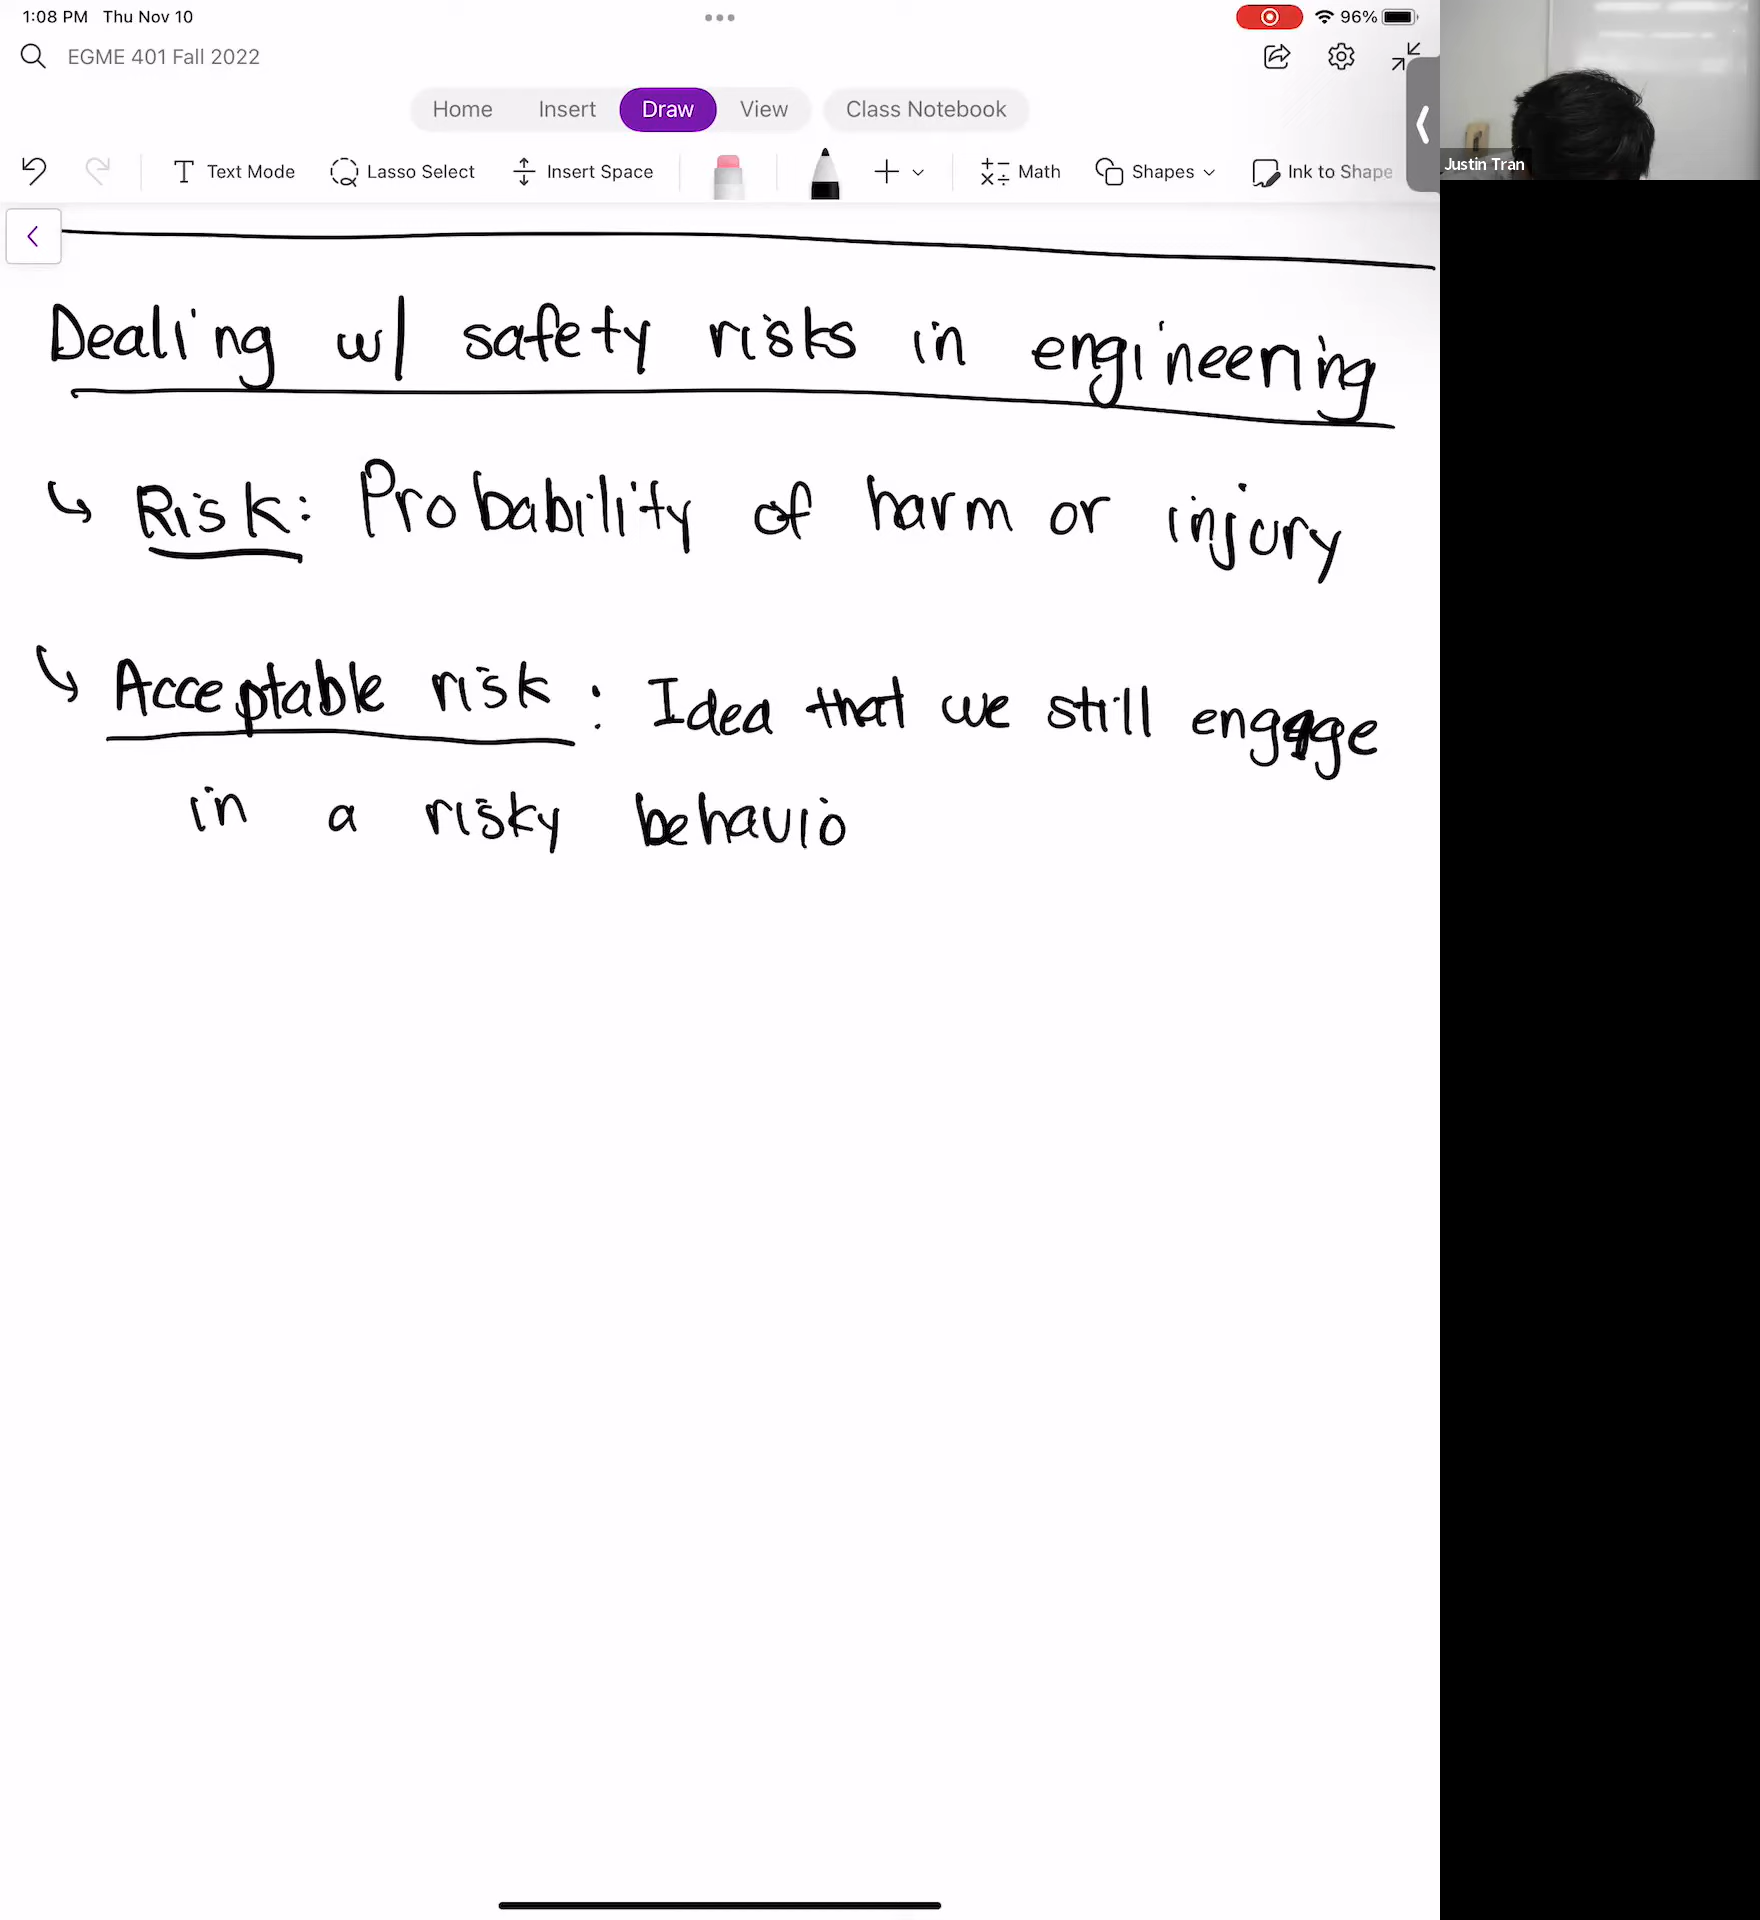 1:08 PM Thu Nov 10
96%
EGME 401 Fall 2022
Home Insert Draw View Class Notebook
Text Mode Lasso Select Insert Space Math Shapes Ink to Shape
Justin Tran
Dealing w/ safety risks in engineering
Risk: Probability of harm or injury
Acceptable risk: Idea that we still engage
in a risky behavio